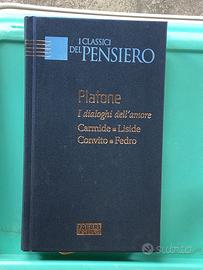 I CLASSICI
DEL PENSIERO
Platone
I dialoghi dell'amore
Carmide • Liside
Convito • Fedro
FABBRI
EDITORI
subito